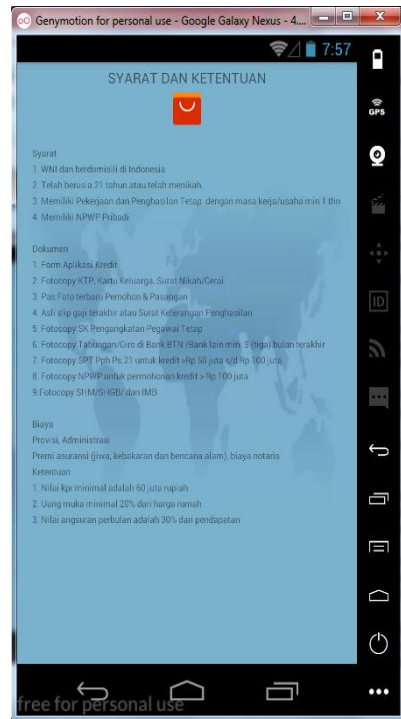 Genymotion for personal use - Google Galaxy Nexus - 4....
7:57
SYARAT DAN KETENTUAN
GPS
Syarat
1. WNI dan berdomisili di Indonesia
2. Telah berusia 21 tahun atau telah menikah.
3. Memiliki Pekerjaan dan Penghasilan Tetap dengan masa kerja/usaha min 1 thn
4. Memiliki NPWP Pribadi
Dokumen
1. Form Aplikasi Kredit
2. Fotocopy KTP, Kartu Keluarga, Surat Nikah/Cerai
3. Pas Foto terbaru Pemohon & Pasangan
4. Asli slip gaji terakhir atau Surat Keterangan Penghasilan
5. Fotocopy SK Pengangkatan Pegawai Tetap
6. Fotocopy Tabungan/Giro di Bank BTN /Bank lain min. 3 (tiga) bulan terakhir
7. Fotocopy SPT Pph Ps.21 untuk kredit >Rp 50 juta s/d Rp 100 juta
8. Fotocopy NPWP untuk permohonan kredit > Rp 100 juta
9.Fotocopy SHM/SHGB/ dan IMB
Biaya
Provisi, Administrasi
Premi asuransi (jiwa, kebakaran dan bencana alam), biaya notaris
Ketentuan
1. Nilai kpr minimal adalah 60 juta rupiah
2. Uang muka minimal 20% dari harga rumah
3. Nilai angsuran perbulan adalah 30% dari pendapatan
ID
free for personal use